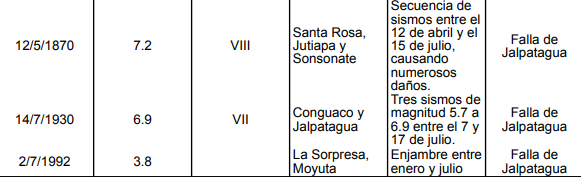 12/5/1870 7.2 VIII Santa Rosa, Jutiapa y Sonsonate Secuencia de sismos entre el 12 de abril y el 15 de julio, causando numerosos daños. Falla de Jalpatagua
14/7/1930 6.9 VII Conguaco y Jalpatagua Tres sismos de magnitud 5.7 a 6.9 entre el 7 y 17 de julio. Falla de Jalpatagua
2/7/1992 3.8 La Sorpresa, Moyuta Enjambre entre enero y julio Falla de Jalpatagua